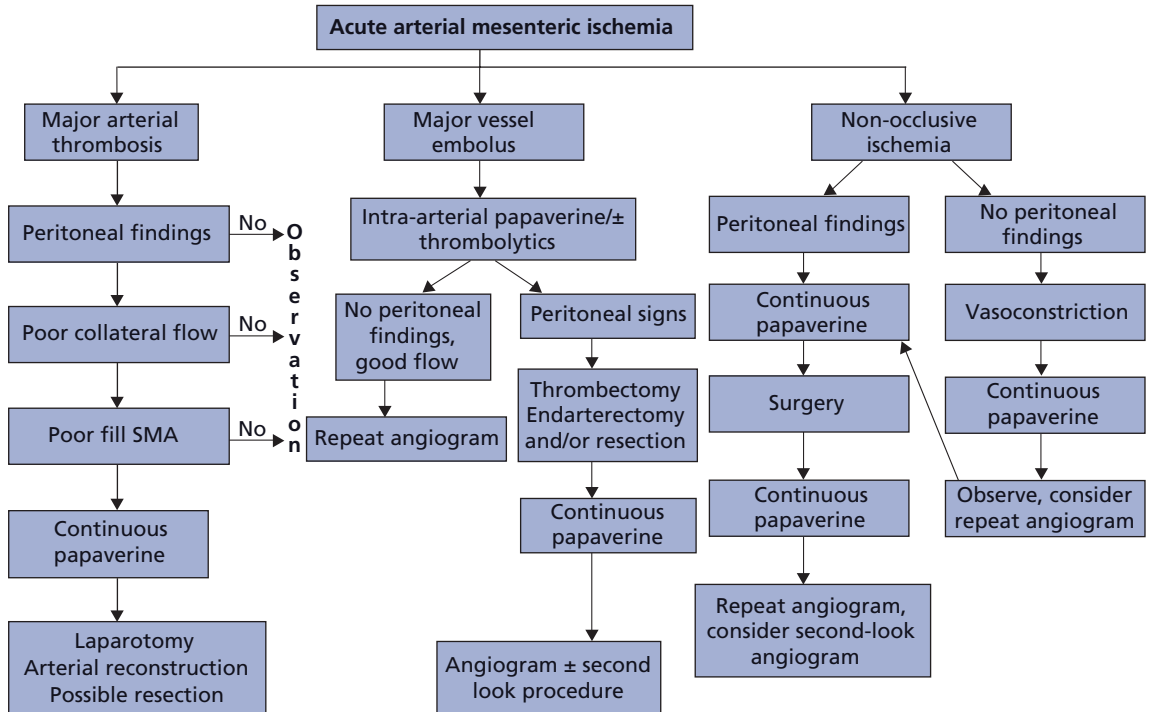 Acute arterial mesenteric ischemia
Major arterial
thrombosis
Peritoneal findings
No
Poor collateral flow
No
Poor fill SMA
No
Observation
Continuous
papaverine
Laparotomy
Arterial reconstruction
Possible resection
Major vessel
embolus
Intra-arterial papaverine/±
thrombolytics
No peritoneal
findings,
good flow
Repeat angiogram
Peritoneal signs
Thrombectomy
Endarterectomy
and/or resection
Continuous
papaverine
Angiogram ± second
look procedure
Non-occlusive
ischemia
Peritoneal findings
Continuous
papaverine
Surgery
Continuous
papaverine
Repeat angiogram,
consider second-look
angiogram
No peritoneal
findings
Vasoconstriction
Continuous
papaverine
Observe, consider
repeat angiogram